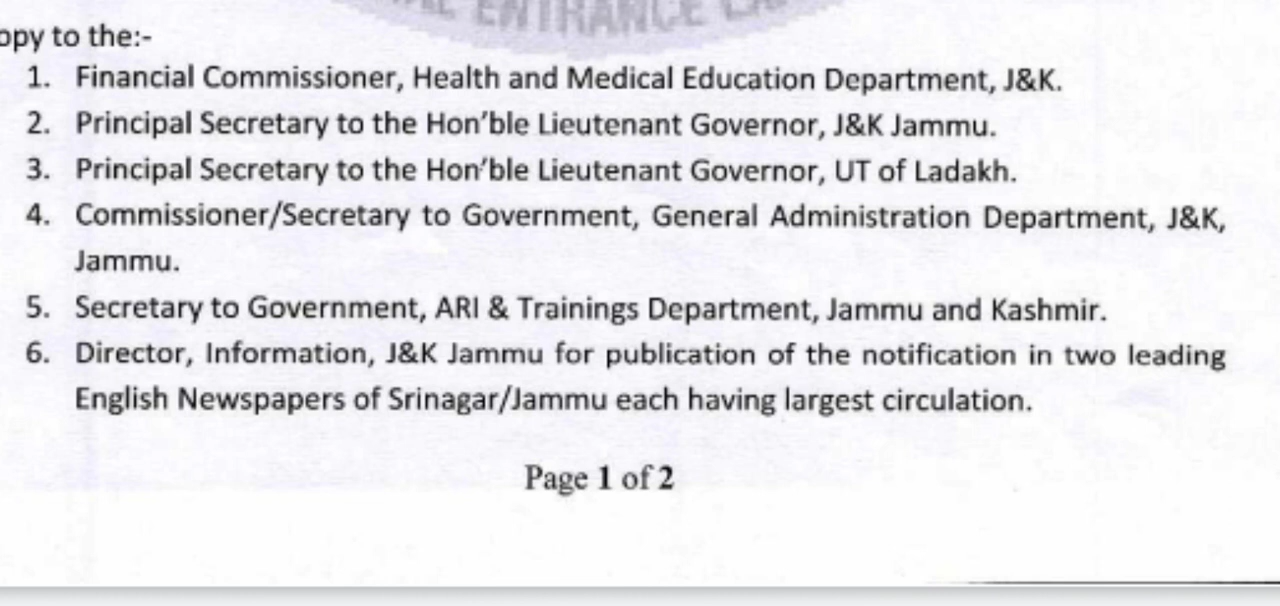 ENTRANCE
opy to the:-
1. Financial Commissioner, Health and Medical Education Department, J&K.
2. Principal Secretary to the Hon'ble Lieutenant Governor, J&K Jammu.
3. Principal Secretary to the Hon'ble Lieutenant Governor, UT of Ladakh.
4. Commissioner/Secretary to Government, General Administration Department, J&K,
Jammu.
5. Secretary to Government, ARI & Trainings Department, Jammu and Kashmir.
6. Director, Information, J&K Jammu for publication of the notification in two leading
English Newspapers of Srinagar/Jammu each having largest circulation.
Page 1 of 2